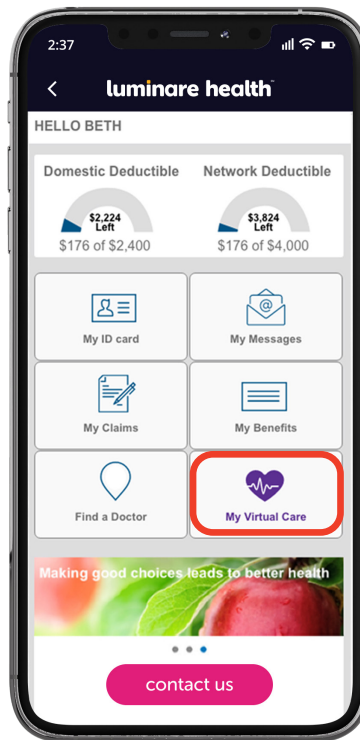 2:37
luminare health
HELLO BETH
Domestic Deductible
Network Deductible
$2,224
Left
$3,824
Left
$176 of $2,400
$176 of $4,000
My ID card
My Messages
My Claims
My Benefits
Find a Doctor
My Virtual Care
Making good choices leads to better health
contact us